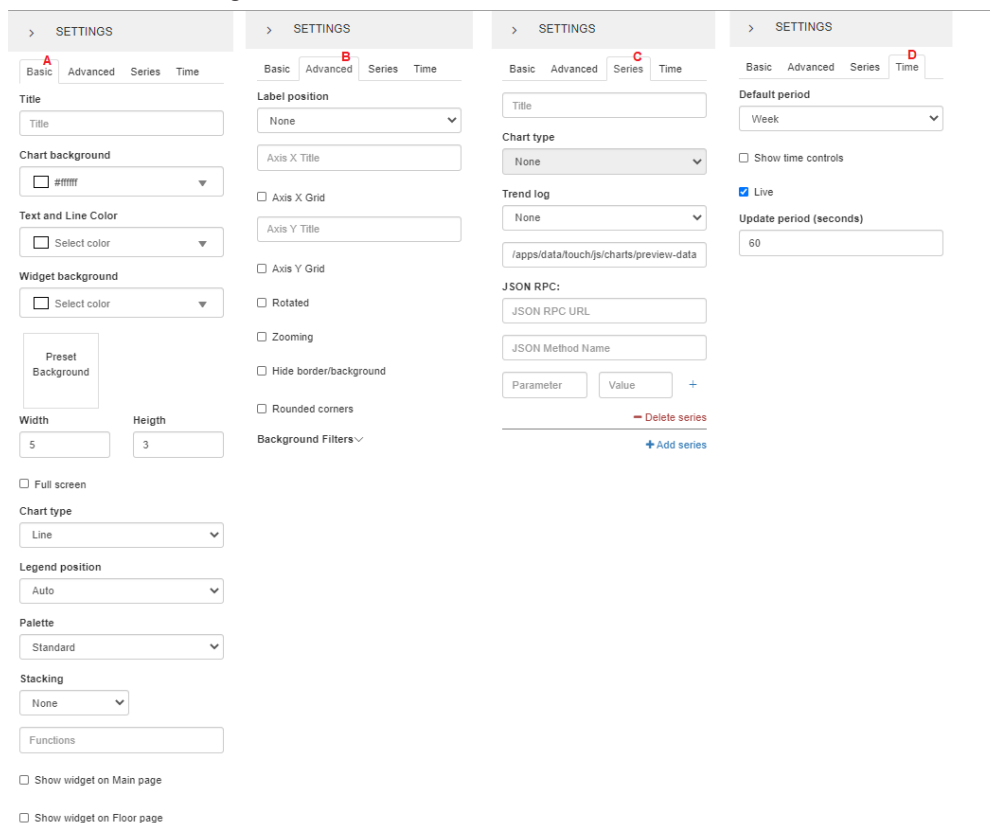 > SETTINGS
A
Basic Advanced Series Time
Title
Title
Chart background
#ffffff
Text and Line Color
Select color
Widget background
Select color
Preset
Background
Width Heigth
5 3
Full screen
Chart type
Line
Legend position
Auto
Palette
Standard
Stacking
None
Functions
Show widget on Main page
Show widget on Floor page
> SETTINGS
B
Basic Advanced Series Time
Label position
None
Axis X Title
Axis X Grid
Axis Y Title
Axis Y Grid
Rotated
Zooming
Hide border/background
Rounded corners
Background Filters
> SETTINGS
C
Basic Advanced Series Time
Title
Chart type
None
Trend log
None
/apps/data/touch/js/charts/preview-data
JSON RPC:
JSON RPC URL
JSON Method Name
Parameter Value +
Delete series
+ Add series
> SETTINGS
D
Basic Advanced Series Time
Default period
Week
Show time controls
Live
Update period (seconds)
60